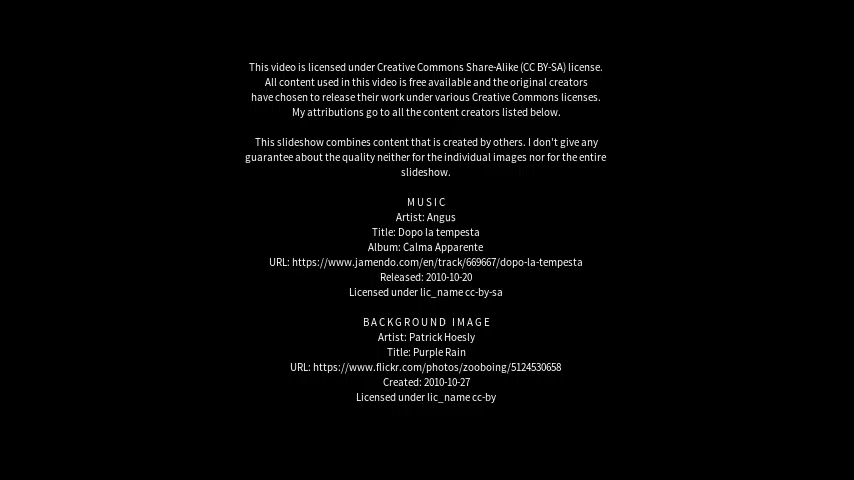 This video is licensed under Creative Commons Share-Alike (CC BY-SA) license.
All content used in this video is free available and the original creators
have chosen to release their work under various Creative Commons licenses.
My attributions go to all the content creators listed below.
This slideshow combines content that is created by others. I don't give any
guarantee about the quality neither for the individual images nor for the entire
slideshow.
MUSIC
Artist: Angus
Title: Dopo la tempesta
Album: Calma Apparente
URL: https://www.jamendo.com/en/track/669667/dopo-la-tempesta
Released: 2010-10-20
Licensed under lic_name cc-by-sa
BACKGROUND IMAGE
Artist: Patrick Hoesly
Title: Purple Rain
URL: https://www.flickr.com/photos/zooboing/5124530658
Created: 2010-10-27
Licensed under lic_name cc-by